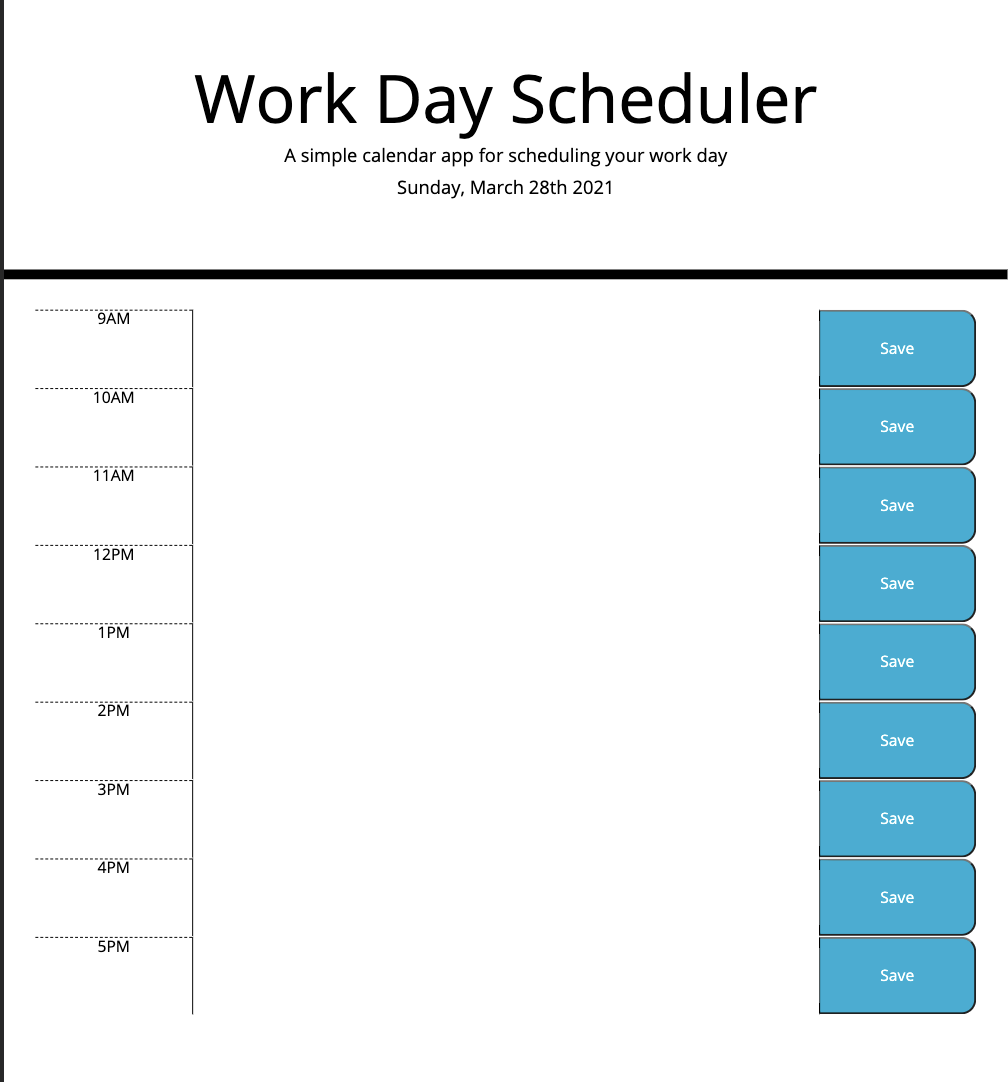 Work Day Scheduler
A simple calendar app for scheduling your work day
Sunday, March 28th 2021
9AM
Save
10AM
Save
11AM
Save
12PM
Save
1PM
Save
2PM
Save
3PM
Save
4PM
Save
5PM
Save